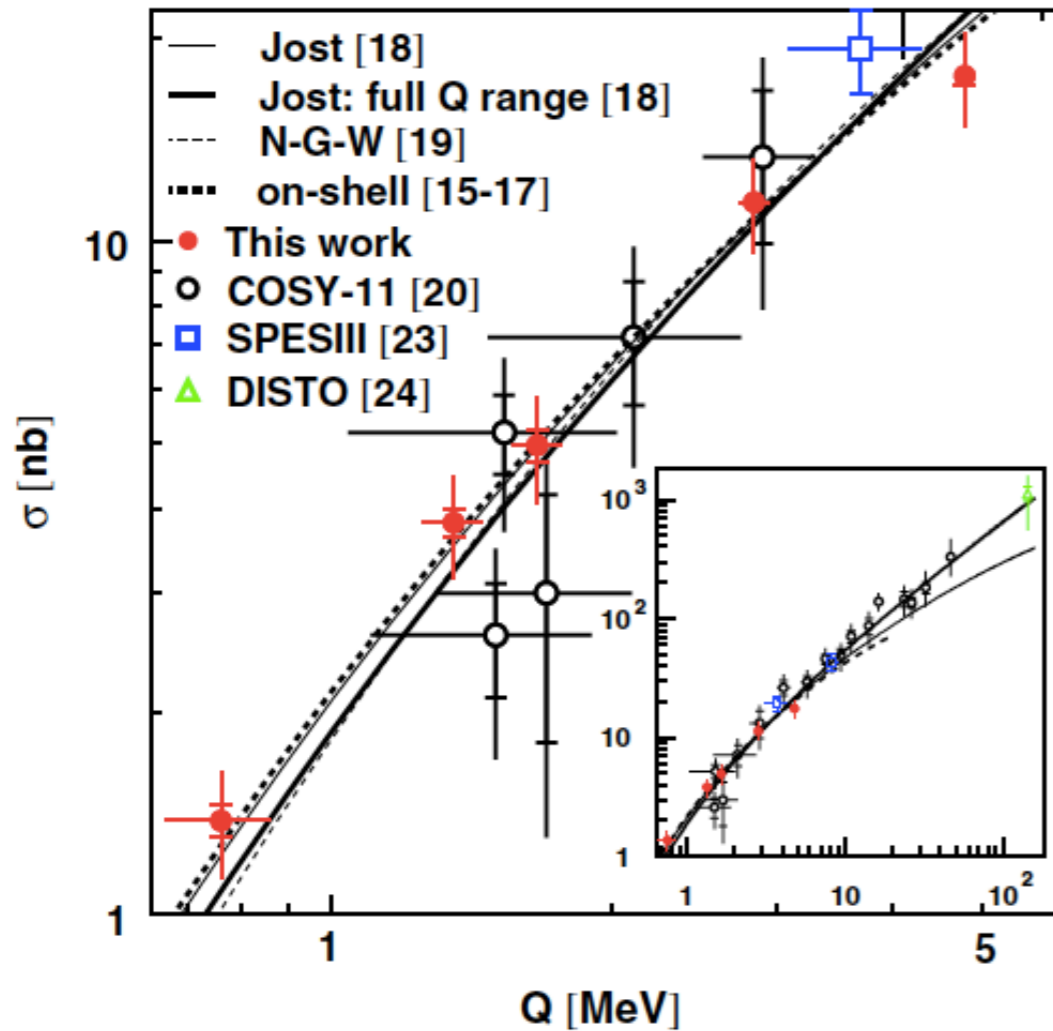 Jost [18]
Jost: full Q range [18]
N-G-W [19]
on-shell [15-17]
This work
COSY-11 [20]
SPESIII [23]
DISTO [24]
10
1
σ [nb]
1
5
Q [MeV]
10³
10²
10
1
1
10
10²